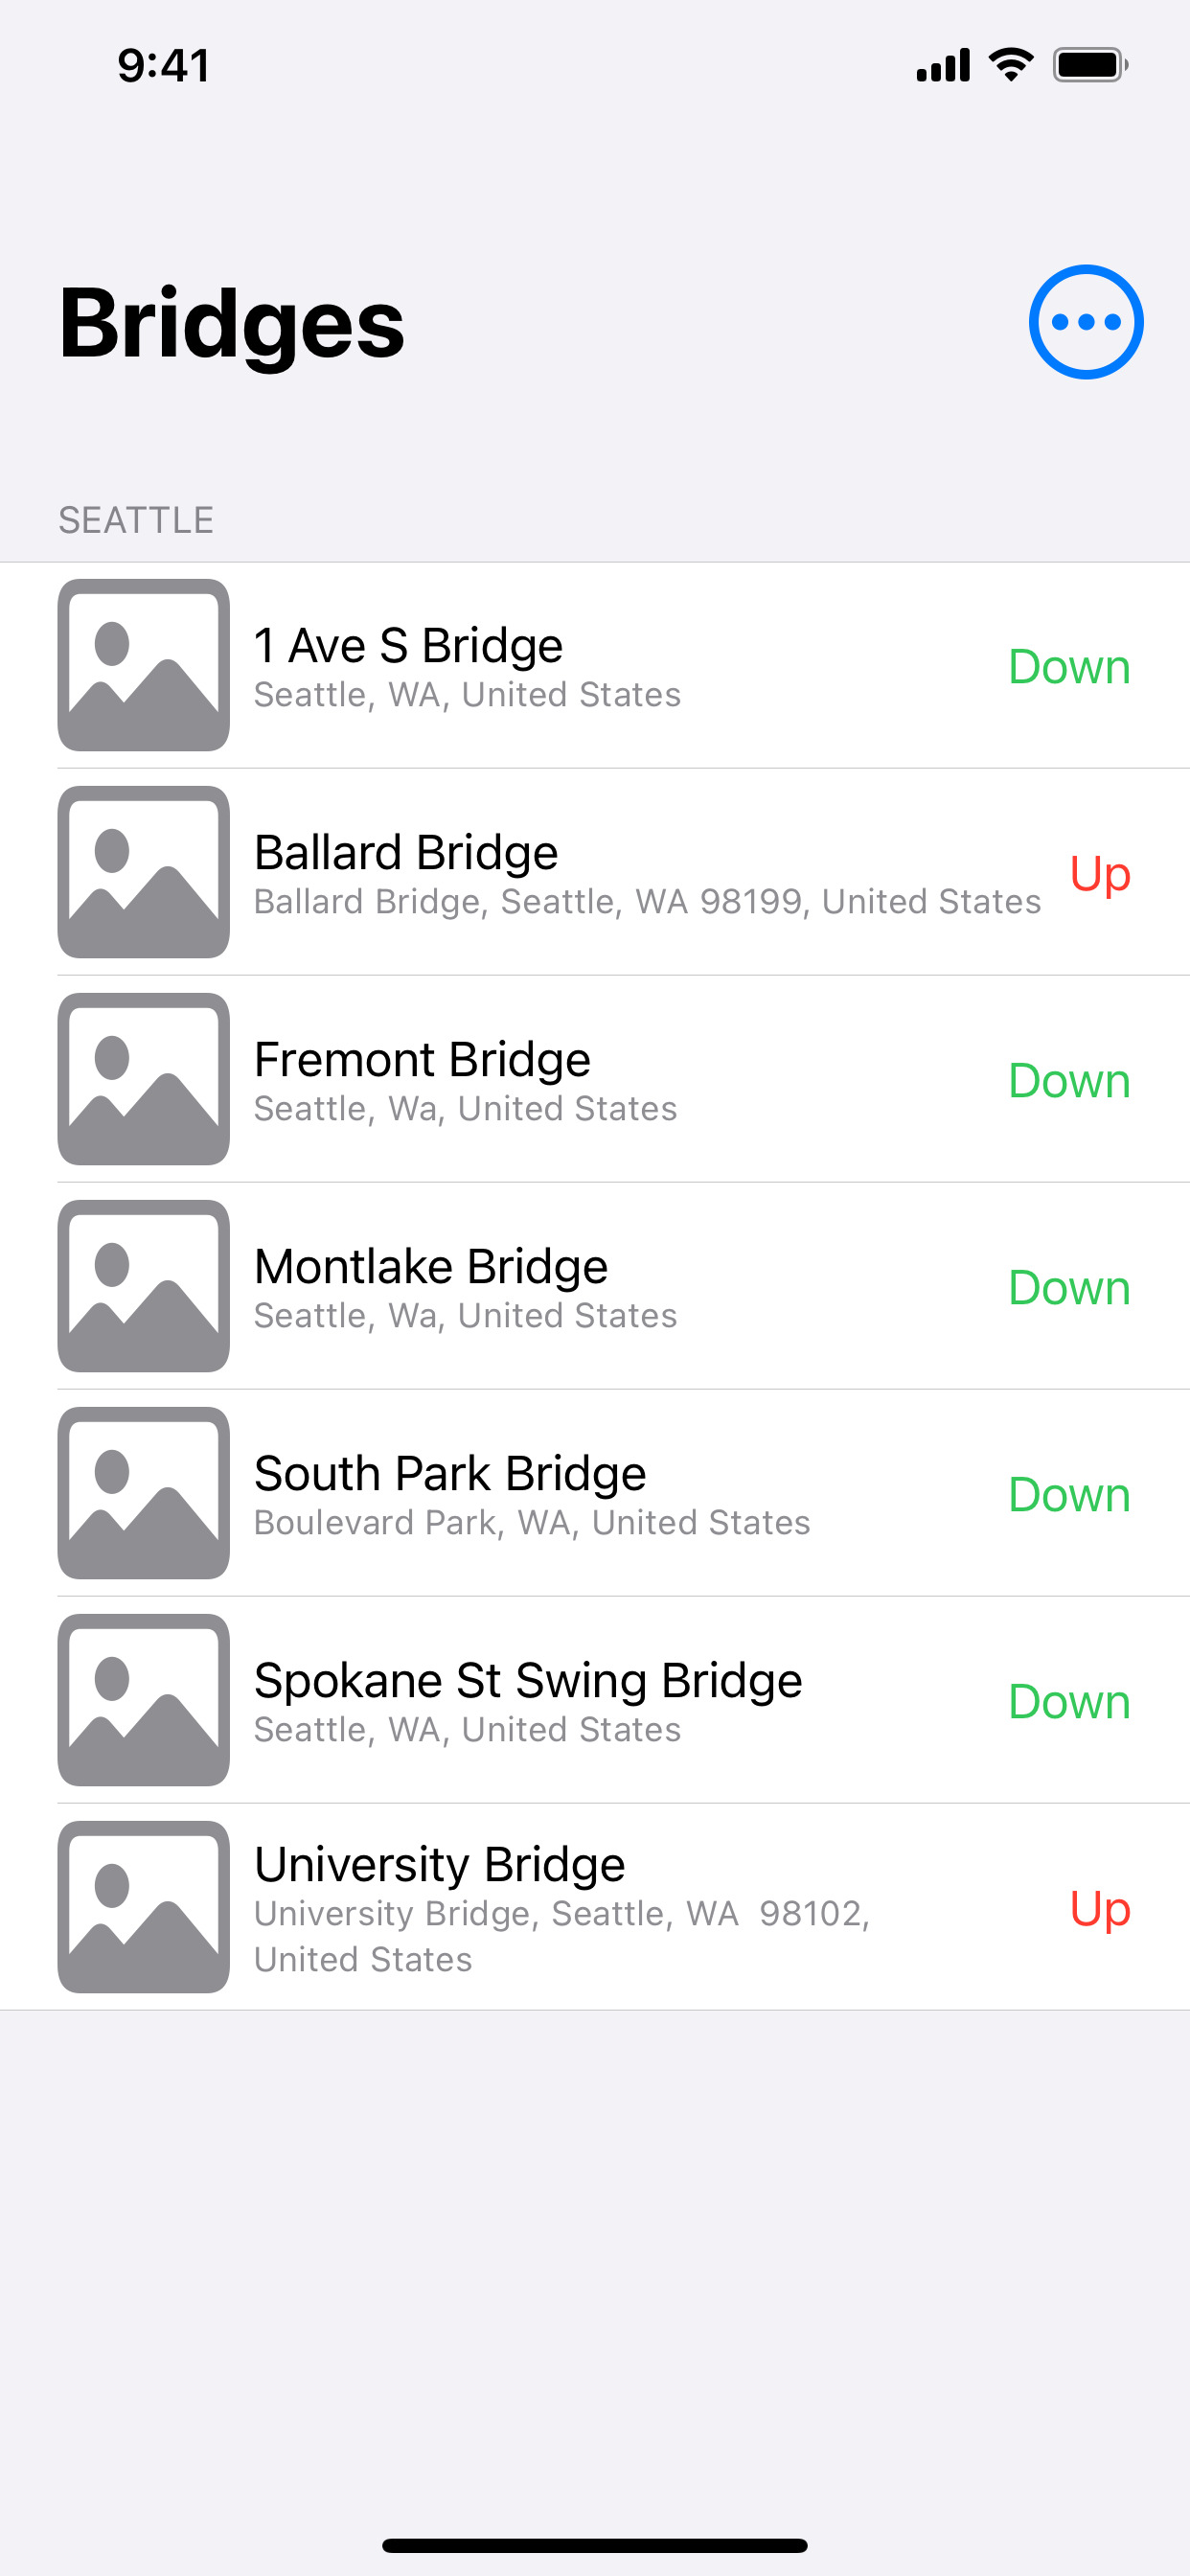 9:41
Bridges
SEATTLE
1 Ave S Bridge
Seattle, WA, United States
Down
Ballard Bridge
Ballard Bridge, Seattle, WA 98199, United States
Up
Fremont Bridge
Seattle, Wa, United States
Down
Montlake Bridge
Seattle, Wa, United States
Down
South Park Bridge
Boulevard Park, WA, United States
Down
Spokane St Swing Bridge
Seattle, WA, United States
Down
University Bridge
University Bridge, Seattle, WA  98102,
United States
Up